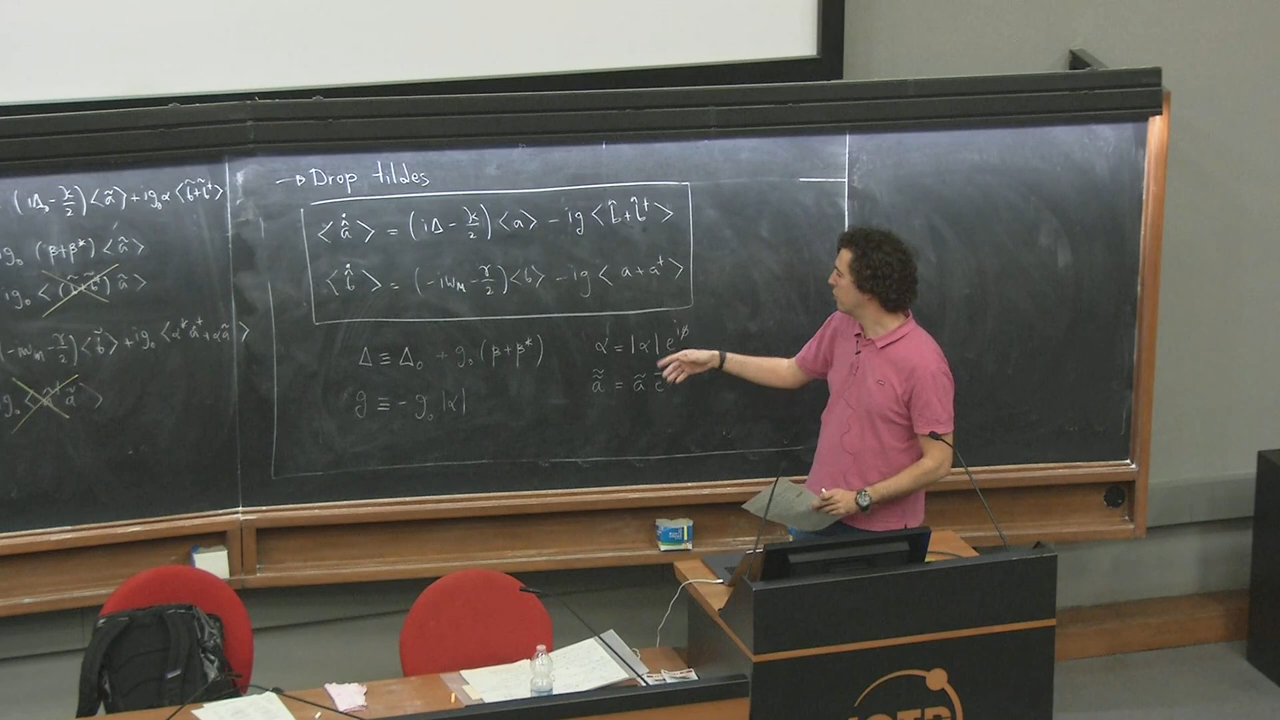 (iΔ₀ - κ/2) <ã> + ig₀α <b̃+b̃†>
g₀ (β+β*) <ã>
ig₀ <(b̃+b̃†) ã>
(-iω_m - γ/2) <b̃> + ig₀ <α* ã† + α ã>
g₀ <ã† ã>
→ Drop tildes
<ȧ̂> = (iΔ - κ/2) <a> - ig <b̂+b̂†>
<ḃ̂> = (-iω_M - γ/2) <b> - ig < a + a† >
Δ ≡ Δ₀ + g₀ (β+β*)
g ≡ - g₀ |α|
α = |α| e^{iφ}
ã̃ = ã e